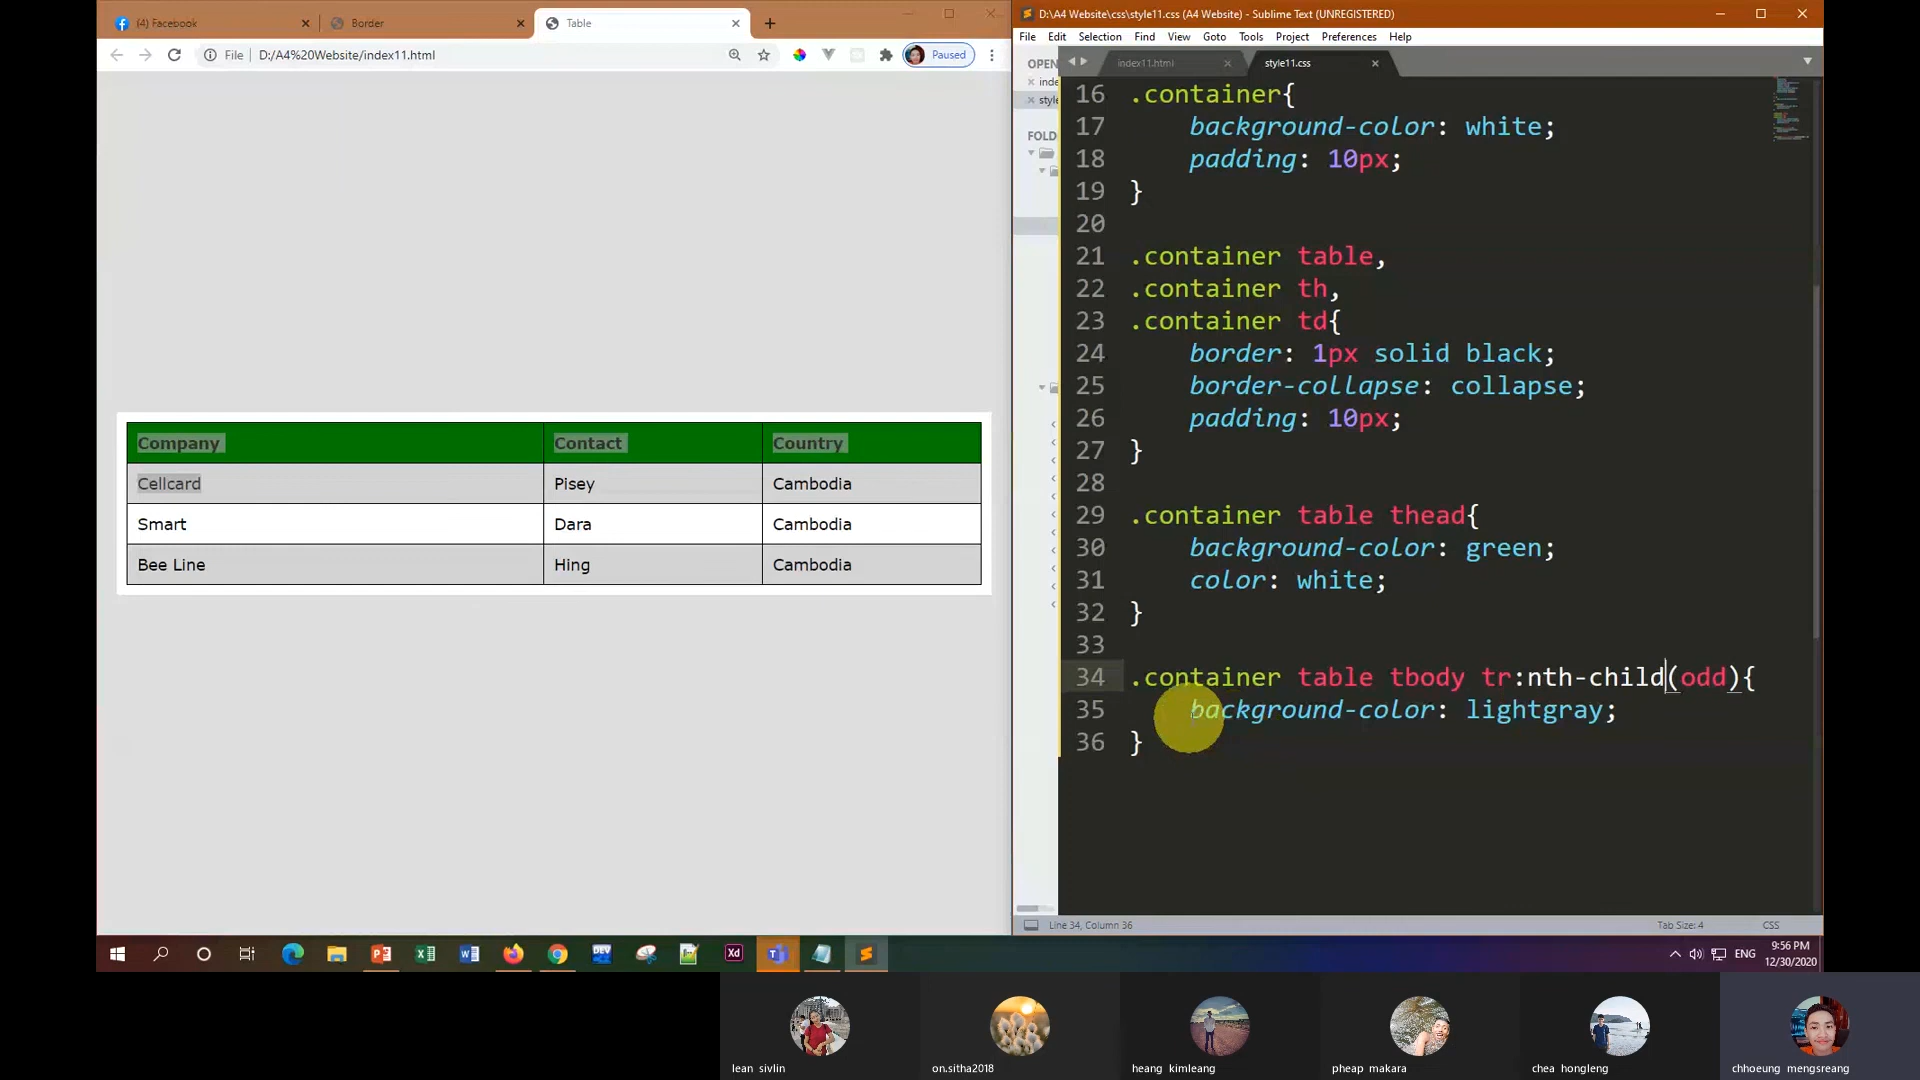 (4) Facebook
Border
Table
File
D:/A4%20Website/index11.html
Paused
Company Contact Country
Cellcard Pisey Cambodia
Smart Dara Cambodia
Bee Line Hing Cambodia
D:\A4 Website\css\style11.css (A4 Website) - Sublime Text (UNREGISTERED)
File Edit Selection Find View Goto Tools Project Preferences Help
OPEN
inde
style
FOLD
index11.html
style11.css
16 .container{
17 background-color: white;
18 padding: 10px;
19 }
20
21 .container table,
22 .container th,
23 .container td{
24 border: 1px solid black;
25 border-collapse: collapse;
26 padding: 10px;
27 }
28
29 .container table thead{
30 background-color: green;
31 color: white;
32 }
33
34 .container table tbody tr:nth-child(odd){
35 background-color: lightgray;
36 }
Line 34, Column 36
Tab Size: 4
CSS
Xd
DEV
ENG
9:56 PM
12/30/2020
lean sivlin
on.sitha2018
heang kimleang
pheap makara
chea hongleng
chhoeung mengsreang